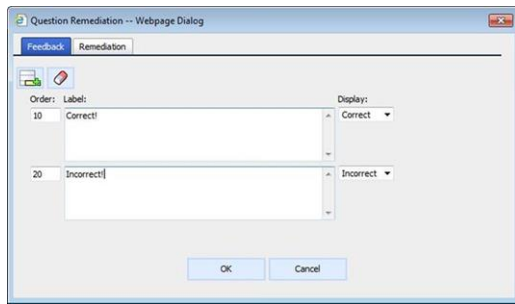 Question Remediation -- Webpage Dialog
Feedback Remediation
Order: Label: Display:
10 Correct! Correct
20 Incorrect! Incorrect
OK Cancel